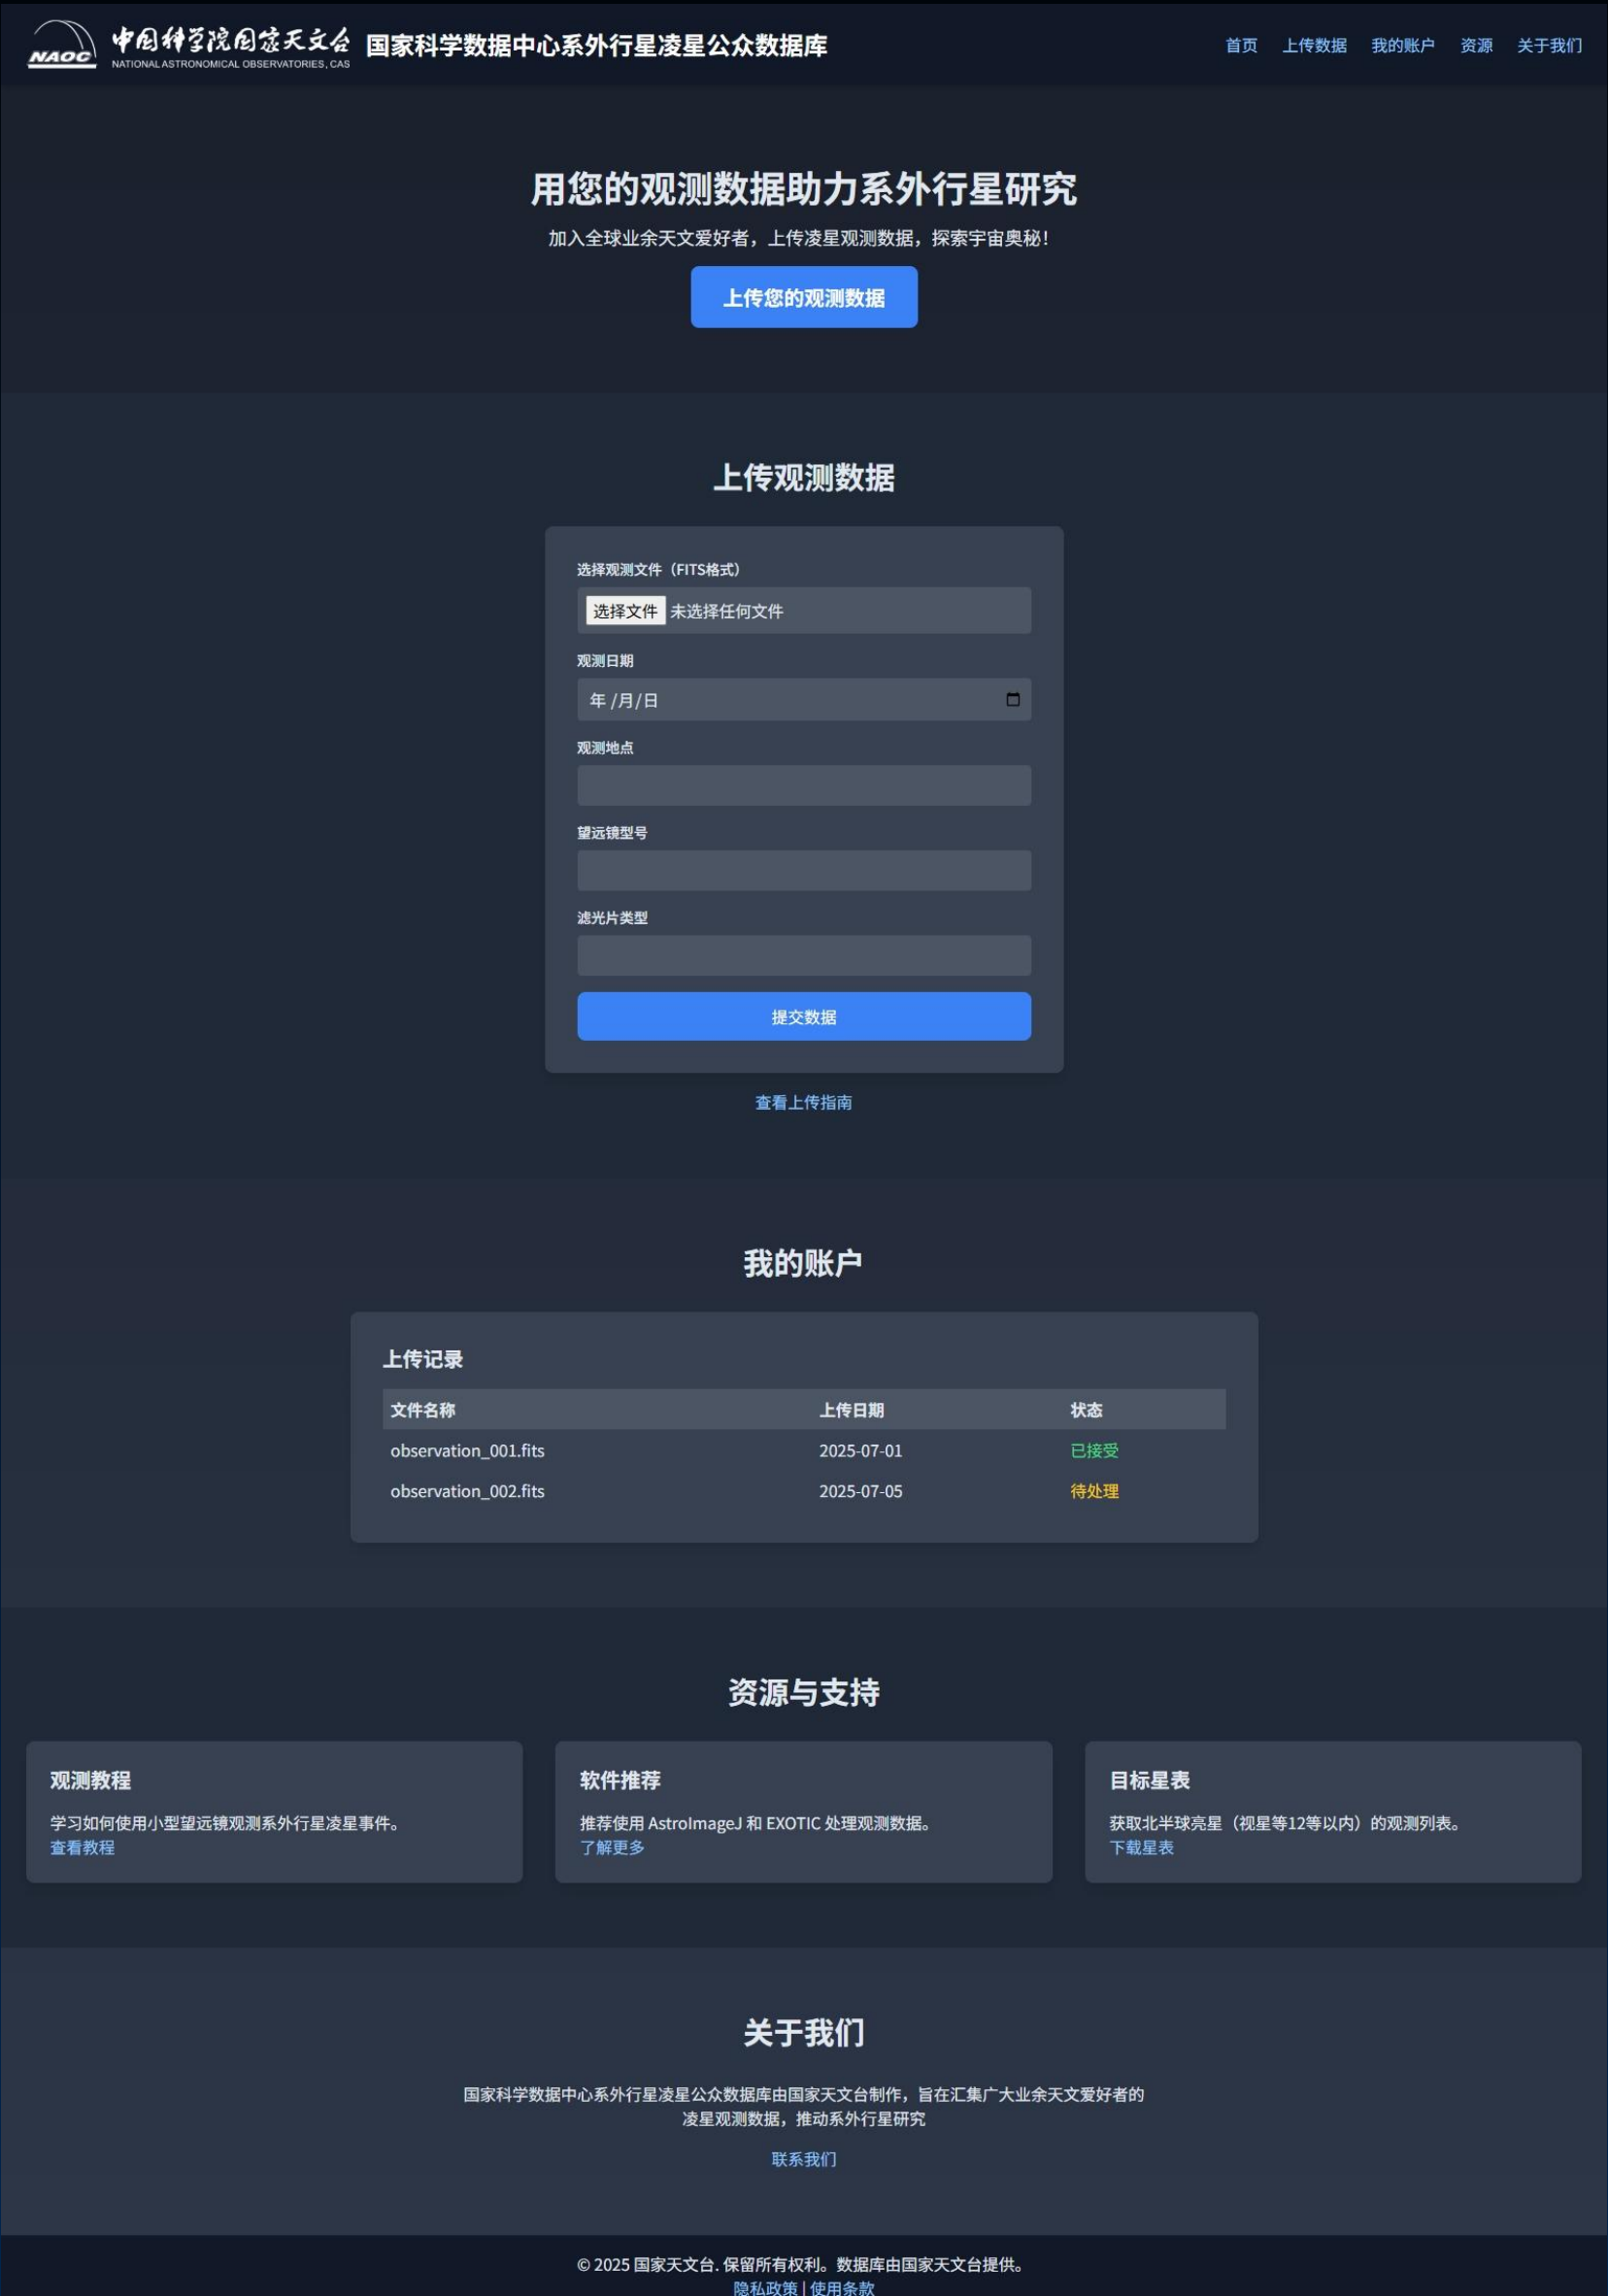 NAOC
中国科学院国家天文台
NATIONAL ASTRONOMICAL OBSERVATORIES, CAS
国家科学数据中心系外行星凌星公众数据库
首页 上传数据 我的账户 资源 关于我们
用您的观测数据助力系外行星研究
加入全球业余天文爱好者，上传凌星观测数据，探索宇宙奥秘！
上传您的观测数据
上传观测数据
选择观测文件（FITS格式）
选择文件 未选择任何文件
观测日期
年 /月/日
观测地点
望远镜型号
滤光片类型
提交数据
查看上传指南
我的账户
上传记录
文件名称 上传日期 状态
observation_001.fits 2025-07-01 已接受
observation_002.fits 2025-07-05 待处理
资源与支持
观测教程
学习如何使用小型望远镜观测系外行星凌星事件。
查看教程
软件推荐
推荐使用 AstroImageJ 和 EXOTIC 处理观测数据。
了解更多
目标星表
获取北半球亮星（视星等12等以内）的观测列表。
下载星表
关于我们
国家科学数据中心系外行星凌星公众数据库由国家天文台制作，旨在汇集广大业余天文爱好者的
凌星观测数据，推动系外行星研究
联系我们
© 2025 国家天文台. 保留所有权利。数据库由国家天文台提供。
隐私政策 | 使用条款